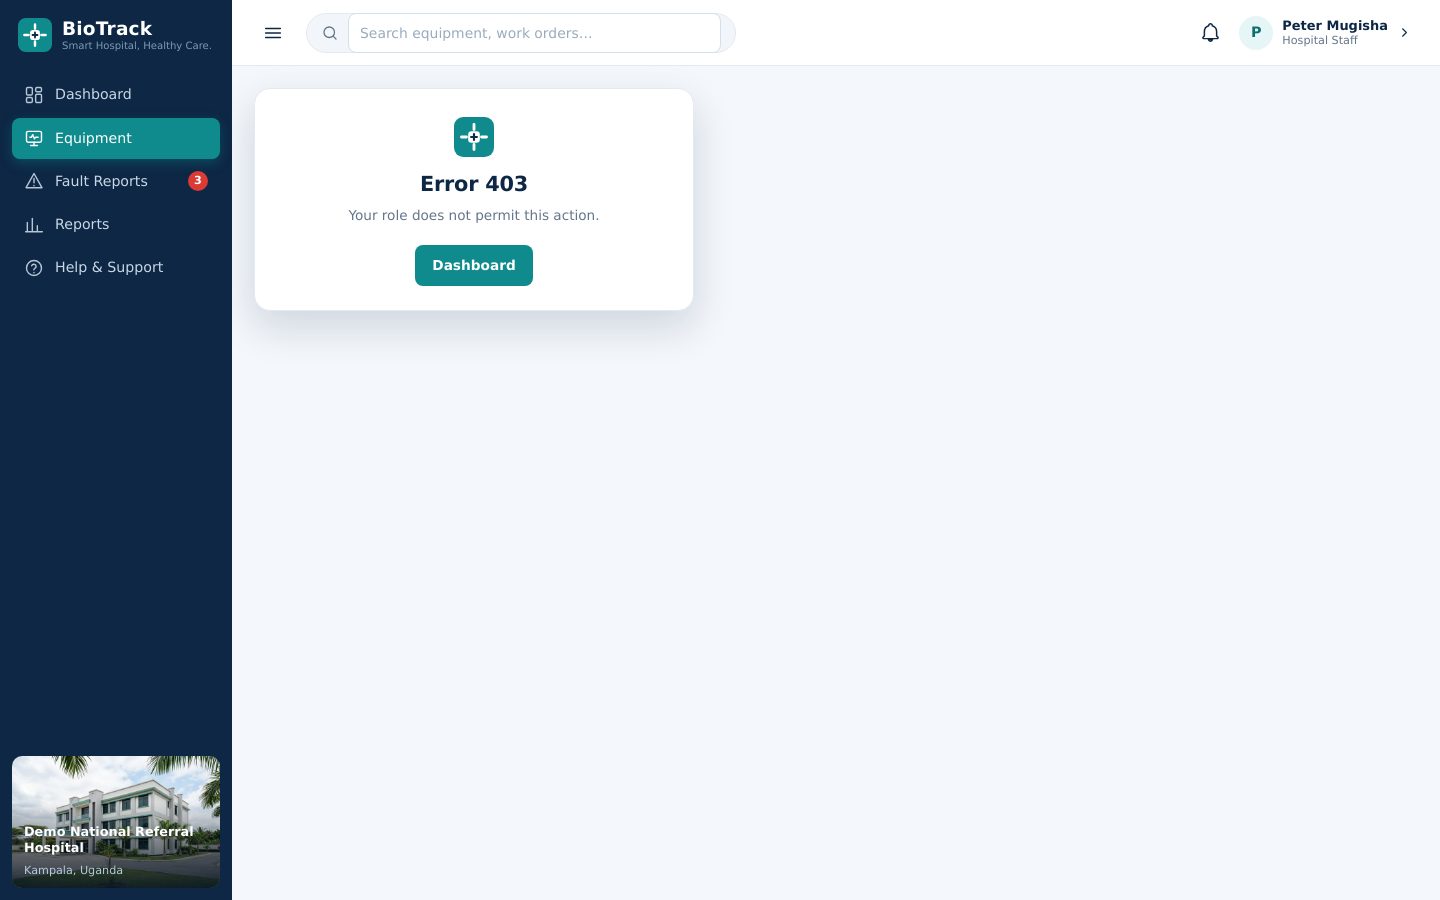 BioTrack
Smart Hospital, Healthy Care.
Dashboard
Equipment
Fault Reports
3
Reports
Help & Support
Demo National Referral
Hospital
Kampala, Uganda
Search equipment, work orders...
P
Peter Mugisha
Hospital Staff
Error 403
Your role does not permit this action.
Dashboard